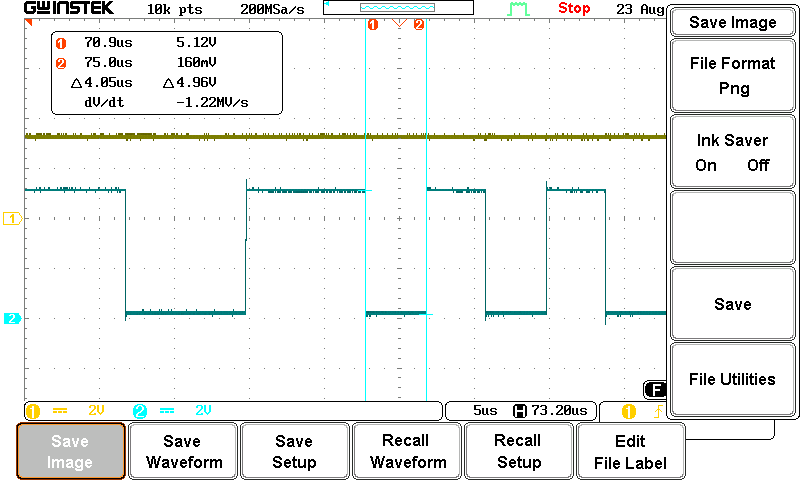 GWINSTEK 10k pts 200MSa/s Stop 23 Aug
1 2
1 70.9us 5.12V
2 75.0us 160mV
△4.05us △4.96V
dV/dt -1.22MV/s
1
2
F
1 2V 2 2V 5us H 73.20us 1
Save Image
File Format
Png
Ink Saver
On Off
Save
File Utilities
Save
Image
Save
Waveform
Save
Setup
Recall
Waveform
Recall
Setup
Edit
File Label